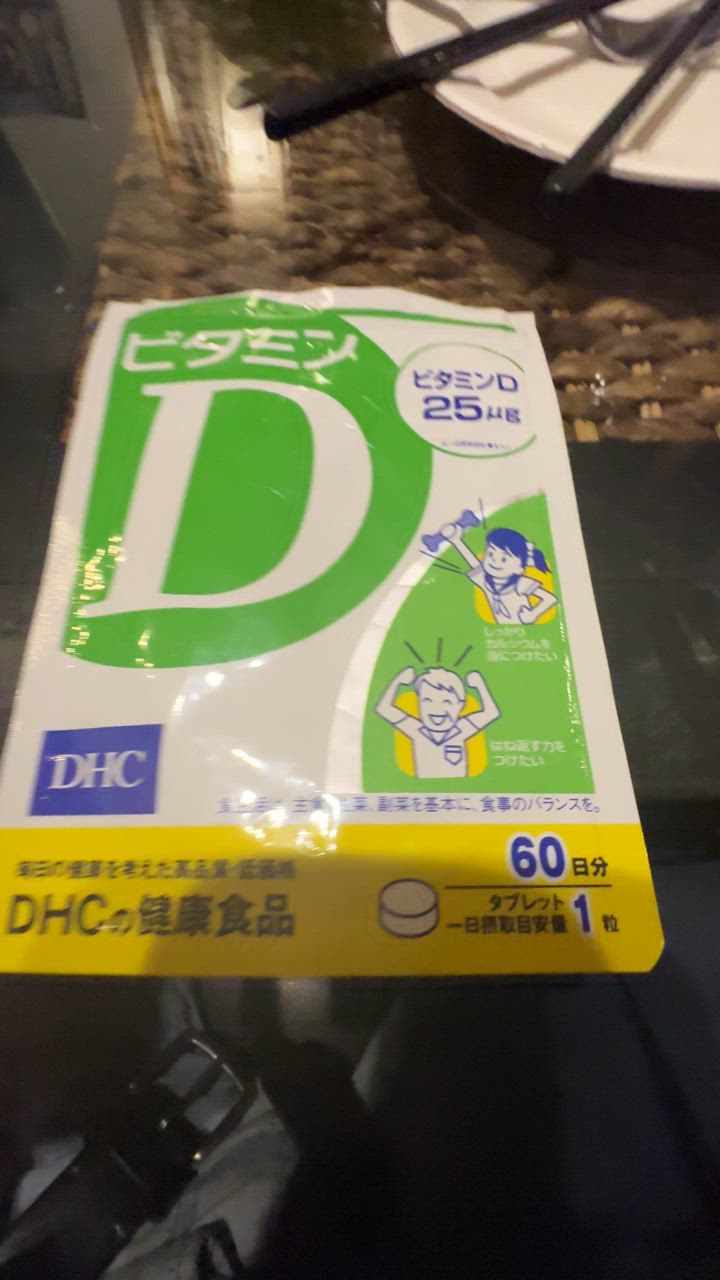 ビタミン
D
ビタミンD
25μg
しっかり
カルシウムを
身につけたい
はね返す力を
つけたい
DHC
主菜、副菜を基本に、食事のバランスを。
毎日の健康を考えた高品質・低価格
DHCの健康食品
60日分
タブレット
一日摂取目安量 1粒